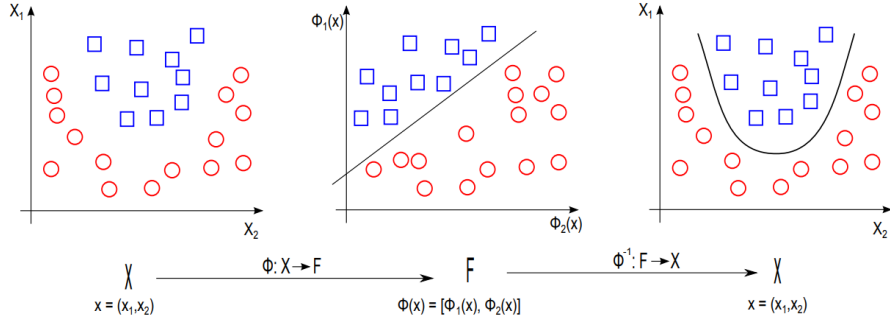 X₁
X₂
Φ₁(x)
Φ₂(x)
X₁
X₂
X
Φ: X→F
F
Φ⁻¹: F→X
X
x = (x₁,x₂)
Φ(x) = [Φ₁(x), Φ₂(x)]
x = (x₁,x₂)